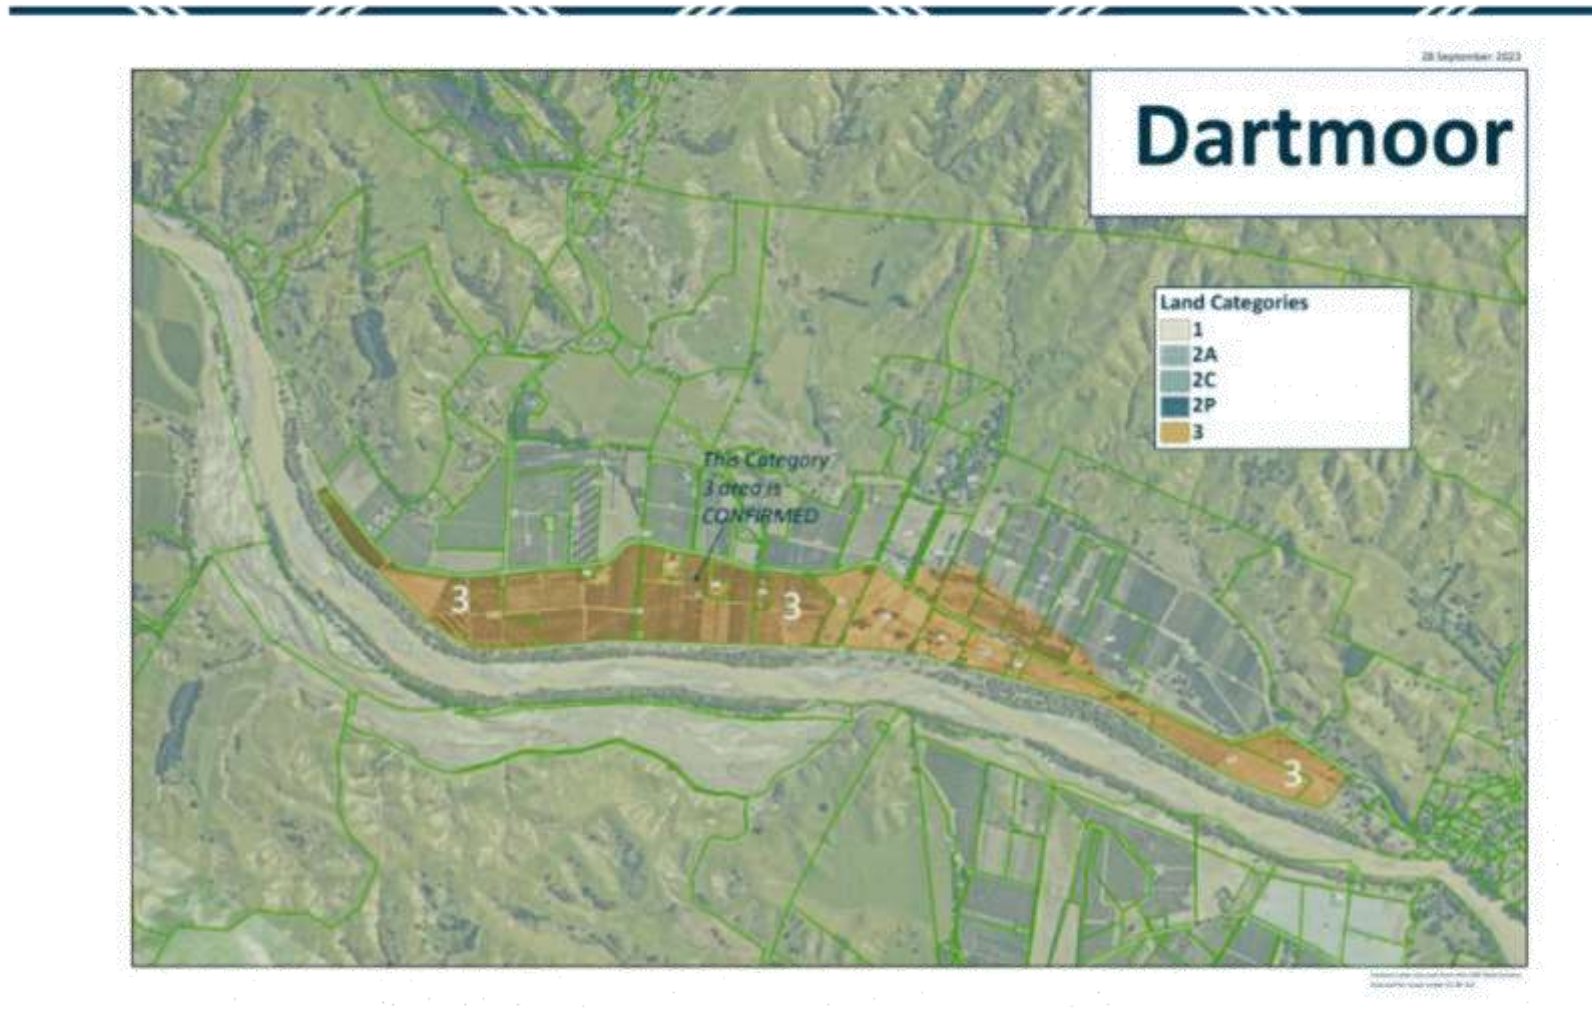 28 September 2023
Dartmoor
Land Categories
1
2A
2C
2P
3
This Category
3 area is
CONFIRMED
3
3
3